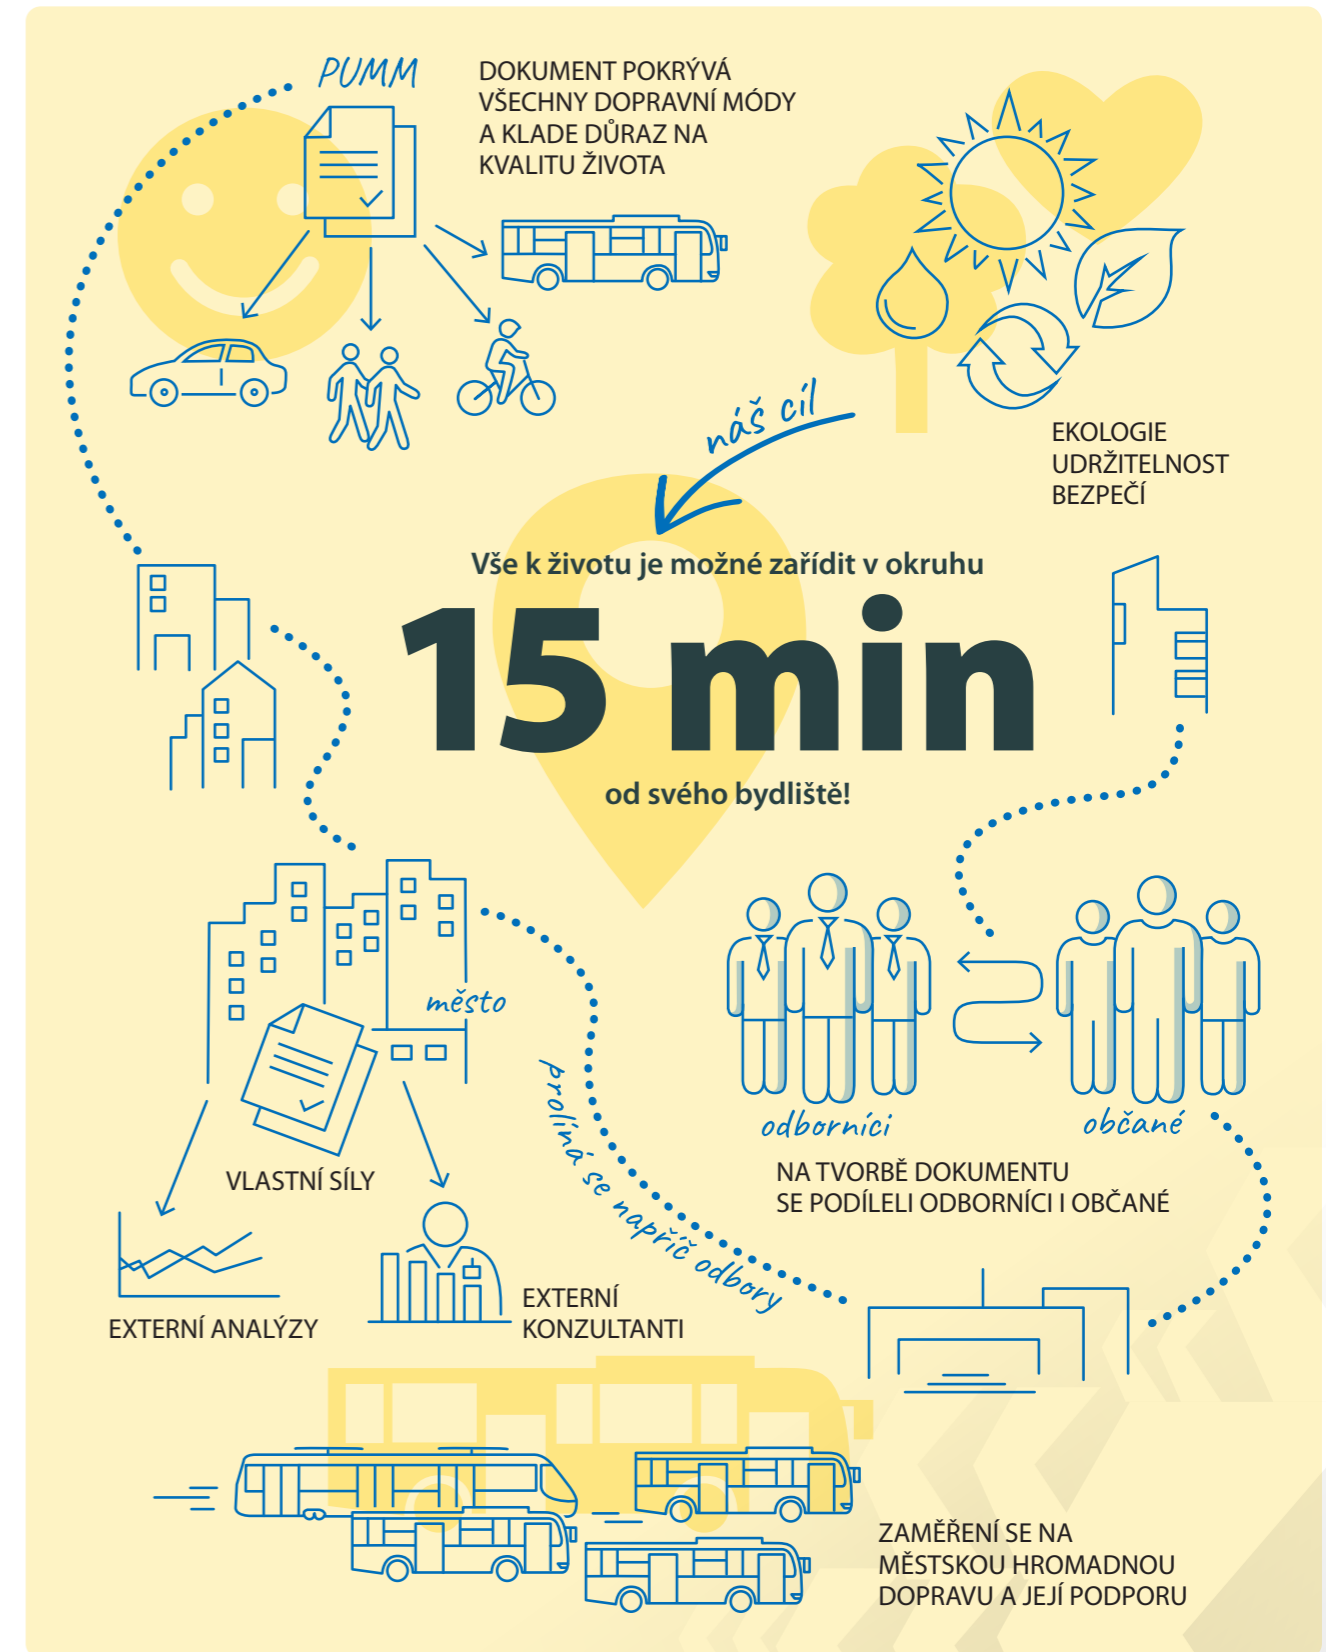 PUMM
DOKUMENT POKRÝVÁ
VŠECHNY DOPRAVNÍ MÓDY
A KLADE DŮRAZ NA
KVALITU ŽIVOTA
náš cíl
EKOLOGIE
UDRŽITELNOST
BEZPEČÍ
Vše k životu je možné zařídit v okruhu
15 min
od svého bydliště!
město
VLASTNÍ SÍLY
EXTERNÍ ANALÝZY
EXTERNÍ
KONZULTANTI
prolíná se napříč odbory
odborníci
občané
NA TVORBĚ DOKUMENTU
SE PODÍLELI ODBORNÍCI I OBČANÉ
ZAMĚŘENÍ SE NA
MĚSTSKOU HROMADNOU
DOPRAVU A JEJÍ PODPORU